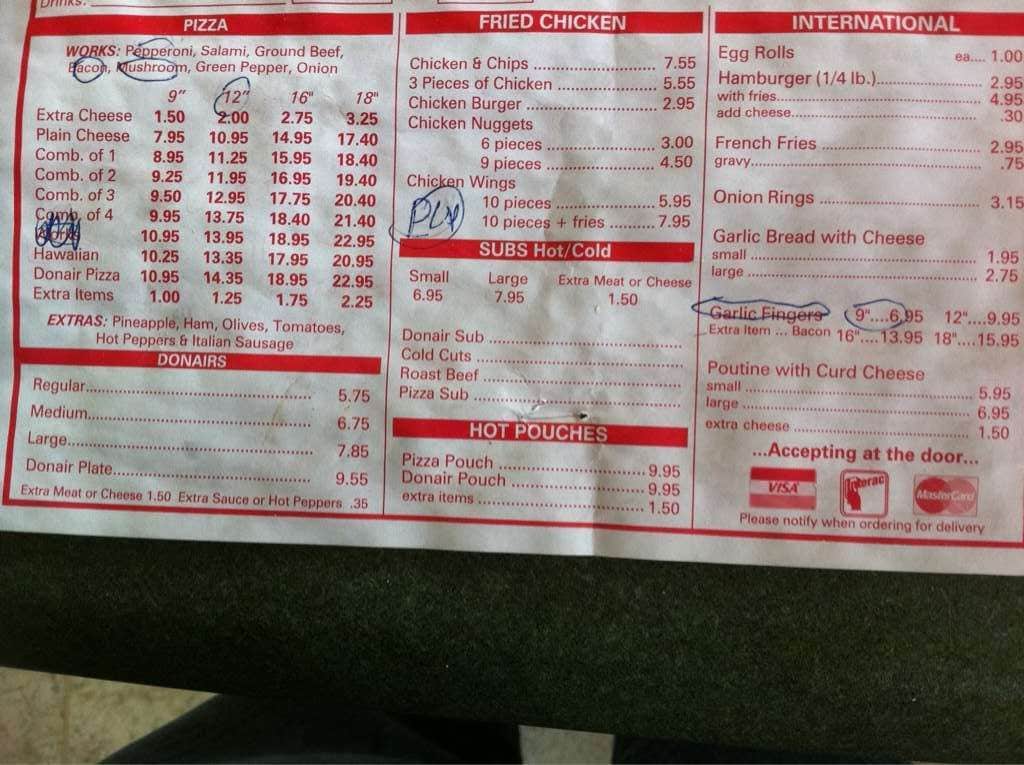 Drinks:
PIZZA
WORKS: Pepperoni, Salami, Ground Beef,
Bacon, Mushroom, Green Pepper, Onion
9" 12" 16" 18"
Extra Cheese 1.50 2.00 2.75 3.25
Plain Cheese 7.95 10.95 14.95 17.40
Comb. of 1 8.95 11.25 15.95 18.40
Comb. of 2 9.25 11.95 16.95 19.40
Comb. of 3 9.50 12.95 17.75 20.40
Comb. of 4 9.95 13.75 18.40 21.40
10.95 13.95 18.95 22.95
Hawaiian 10.25 13.35 17.95 20.95
Donair Pizza 10.95 14.35 18.95 22.95
Extra Items 1.00 1.25 1.75 2.25
EXTRAS: Pineapple, Ham, Olives, Tomatoes,
Hot Peppers & Italian Sausage
DONAIRS
Regular 5.75
Medium 6.75
Large 7.85
Donair Plate 9.55
Extra Meat or Cheese 1.50 Extra Sauce or Hot Peppers .35
FRIED CHICKEN
Chicken & Chips 7.55
3 Pieces of Chicken 5.55
Chicken Burger 2.95
Chicken Nuggets
6 pieces 3.00
9 pieces 4.50
Chicken Wings
10 pieces 5.95
10 pieces + fries 7.95
SUBS Hot/Cold
Small Large Extra Meat or Cheese
6.95 7.95 1.50
Donair Sub
Cold Cuts
Roast Beef
Pizza Sub
HOT POUCHES
Pizza Pouch 9.95
Donair Pouch 9.95
extra items 1.50
INTERNATIONAL
Egg Rolls ea.... 1.00
Hamburger (1/4 lb.) 2.95
with fries 4.95
add cheese .30
French Fries 2.95
gravy .75
Onion Rings 3.15
Garlic Bread with Cheese
small 1.95
large 2.75
Garlic Fingers 9"....6.95 12"....9.95
Extra Item ... Bacon 16"....13.95 18"....15.95
Poutine with Curd Cheese
small 5.95
large 6.95
extra cheese 1.50
...Accepting at the door...
VISA Interac MasterCard
Please notify when ordering for delivery